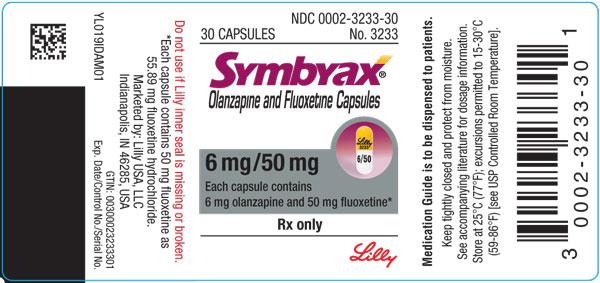 YL019IDAM01
Do not use if Lilly inner seal is missing or broken.
*Each capsule contains 50 mg fluoxetine as
55.89 mg fluoxetine hydrochloride.
Marketed by: Lilly USA, LLC
Indianapolis, IN 46285, USA
GTIN: 00300023233301
Exp. Date/Control No./Serial No.
NDC 0002-3233-30
30 CAPSULES No. 3233
Symbyax®
Olanzapine and Fluoxetine Capsules
Lilly
3233
6/50
6 mg/50 mg
Each capsule contains
6 mg olanzapine and 50 mg fluoxetine*
Rx only
Lilly
Medication Guide is to be dispensed to patients.
Keep tightly closed and protect from moisture.
See accompanying literature for dosage information.
Store at 25°C (77°F); excursions permitted to 15-30°C
(59-86°F) [see USP Controlled Room Temperature].
3 0002-3233-30 1